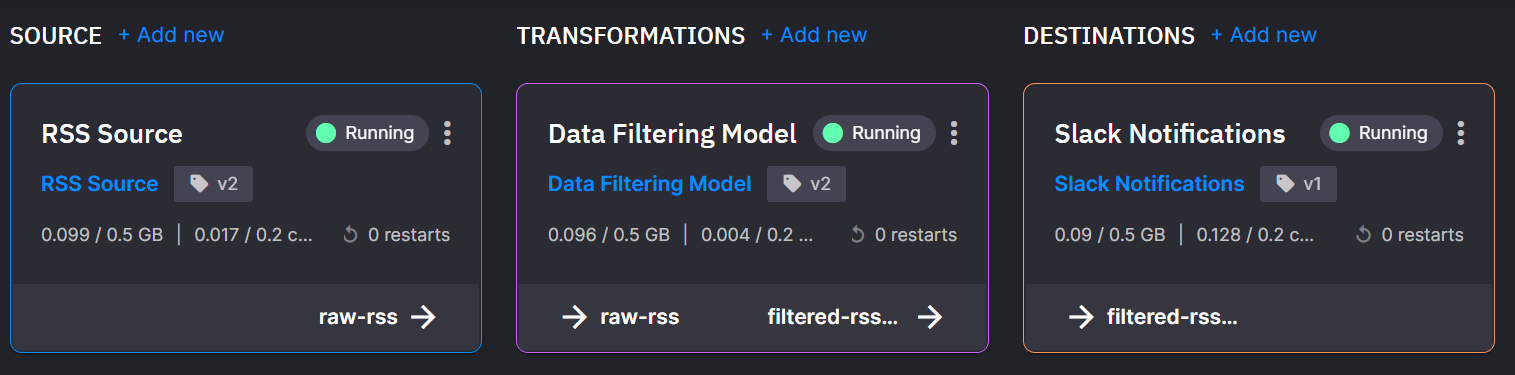 SOURCE + Add new
TRANSFORMATIONS + Add new
DESTINATIONS + Add new
RSS Source Running
RSS Source v2
0.099 / 0.5 GB | 0.017 / 0.2 c... 0 restarts
raw-rss
Data Filtering Model Running
Data Filtering Model v2
0.096 / 0.5 GB | 0.004 / 0.2 ... 0 restarts
raw-rss filtered-rss...
Slack Notifications Running
Slack Notifications v1
0.09 / 0.5 GB | 0.128 / 0.2 c... 0 restarts
filtered-rss...